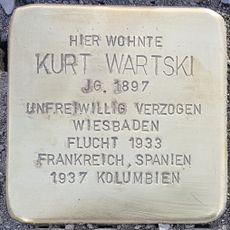 HIER WOHNTE
KURT WARTSKI
JG. 1897
UNFREIWILLIG VERZOGEN
WIESBADEN
FLUCHT 1933
FRANKREICH, SPANIEN
1937 KOLUMBIEN